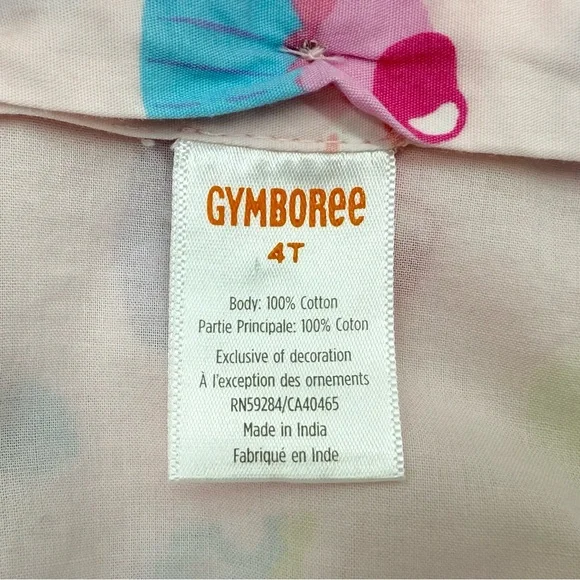 GYMBORee
4T
Body: 100% Cotton
Partie Principale: 100% Coton
Exclusive of decoration
À l'exception des ornements
RN59284/CA40465
Made in India
Fabriqué en Inde